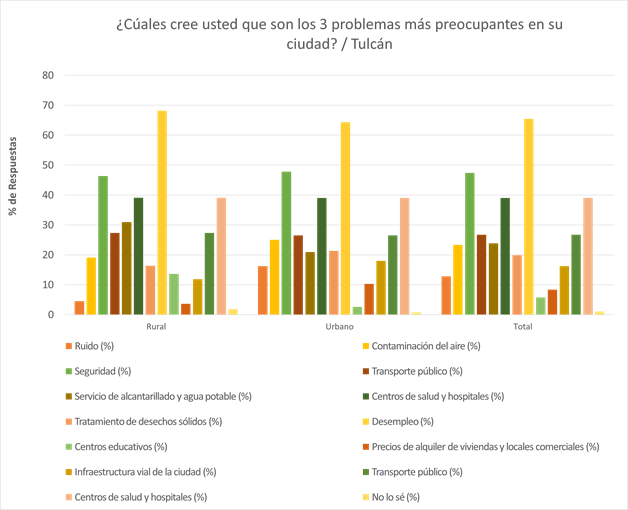 ¿Cúales cree usted que son los 3 problemas más preocupantes en su
ciudad? / Tulcán
% de Respuestas
80
70
60
50
40
30
20
10
0
Rural
Urbano
Total
Ruido (%)
Contaminación del aire (%)
Seguridad (%)
Transporte público (%)
Servicio de alcantarillado y agua potable (%)
Centros de salud y hospitales (%)
Tratamiento de desechos sólidos (%)
Desempleo (%)
Centros educativos (%)
Precios de alquiler de viviendas y locales comerciales (%)
Infraestructura vial de la ciudad (%)
Transporte público (%)
Centros de salud y hospitales (%)
No lo sé (%)